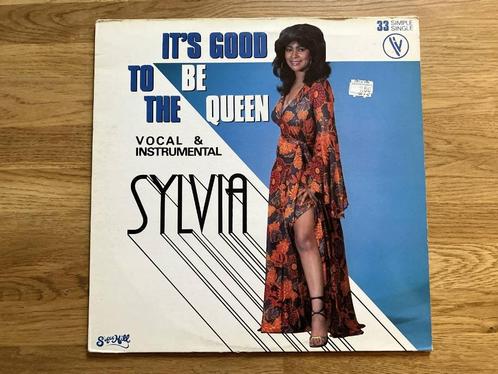 IT'S GOOD
TO BE
THE QUEEN
VOCAL &
INSTRUMENTAL
SYLVIA
33 SIMPLE
SINGLE
Sugar Hill